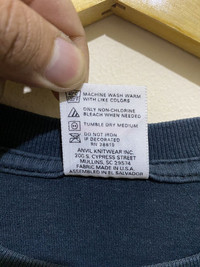 MACHINE WASH WARM
WITH LIKE COLORS
ONLY NON-CHLORINE
BLEACH WHEN NEEDED
TUMBLE DRY MEDIUM
DO NOT IRON
IF DECORATED
RN 28819
ANVIL KNITWEAR INC.
300 S. CYPRESS STREET
MULLINS, SC 29574
FABRIC MADE IN U.S.A.
ASSEMBLED IN EL SALVADOR